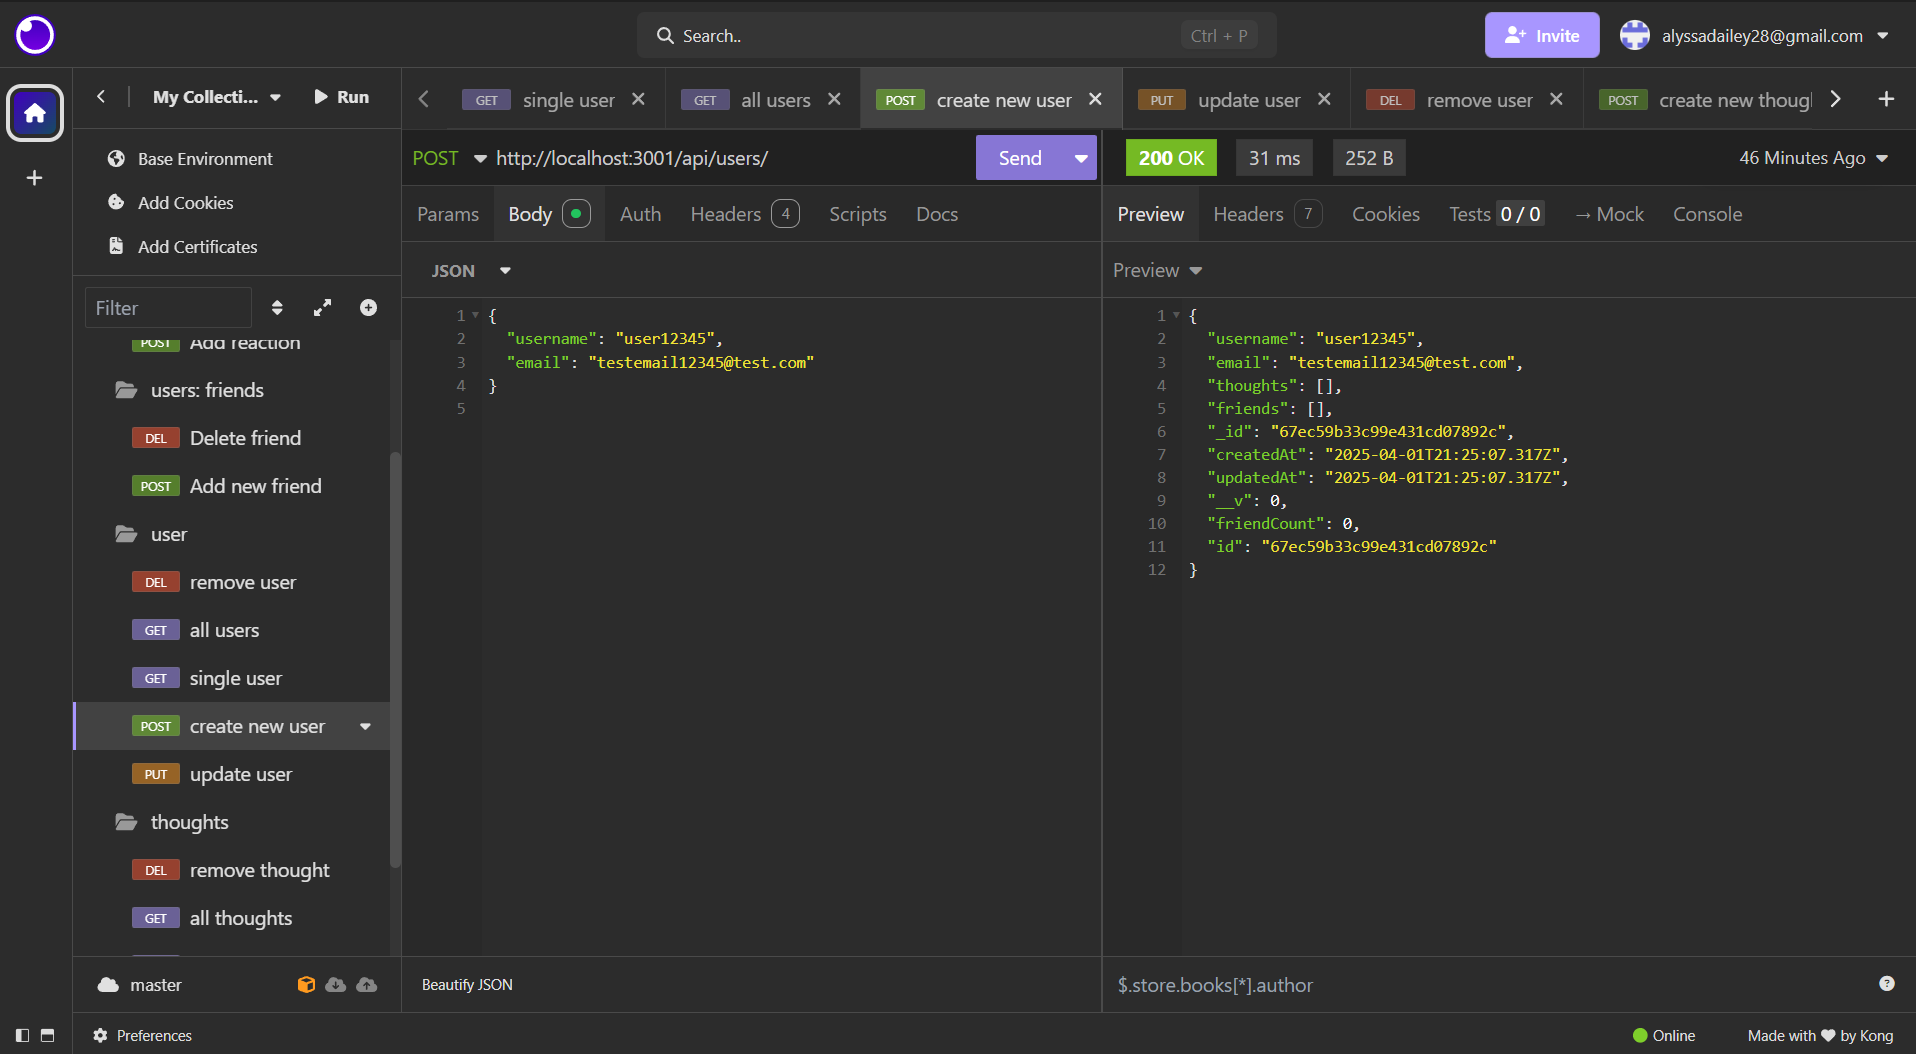 Search.. Ctrl + P
Invite
alyssadailey28@gmail.com
My Collecti...
Run
GET single user
GET all users
POST create new user
PUT update user
DEL remove user
POST create new thoug
Base Environment
Add Cookies
Add Certificates
Filter
POST Add reaction
users: friends
DEL Delete friend
POST Add new friend
user
DEL remove user
GET all users
GET single user
POST create new user
PUT update user
thoughts
DEL remove thought
GET all thoughts
master
POST http://localhost:3001/api/users/ Send
Params Body Auth Headers 4 Scripts Docs
JSON
1 {
2 "username": "user12345",
3 "email": "testemail12345@test.com"
4 }
5
Beautify JSON
200 OK 31 ms 252 B 46 Minutes Ago
Preview Headers 7 Cookies Tests 0 / 0 → Mock Console
Preview
1 {
2 "username": "user12345",
3 "email": "testemail12345@test.com",
4 "thoughts": [],
5 "friends": [],
6 "_id": "67ec59b33c99e431cd07892c",
7 "createdAt": "2025-04-01T21:25:07.317Z",
8 "updatedAt": "2025-04-01T21:25:07.317Z",
9 "__v": 0,
10 "friendCount": 0,
11 "id": "67ec59b33c99e431cd07892c"
12 }
$.store.books[*].author
Preferences
Online
Made with ♥ by Kong